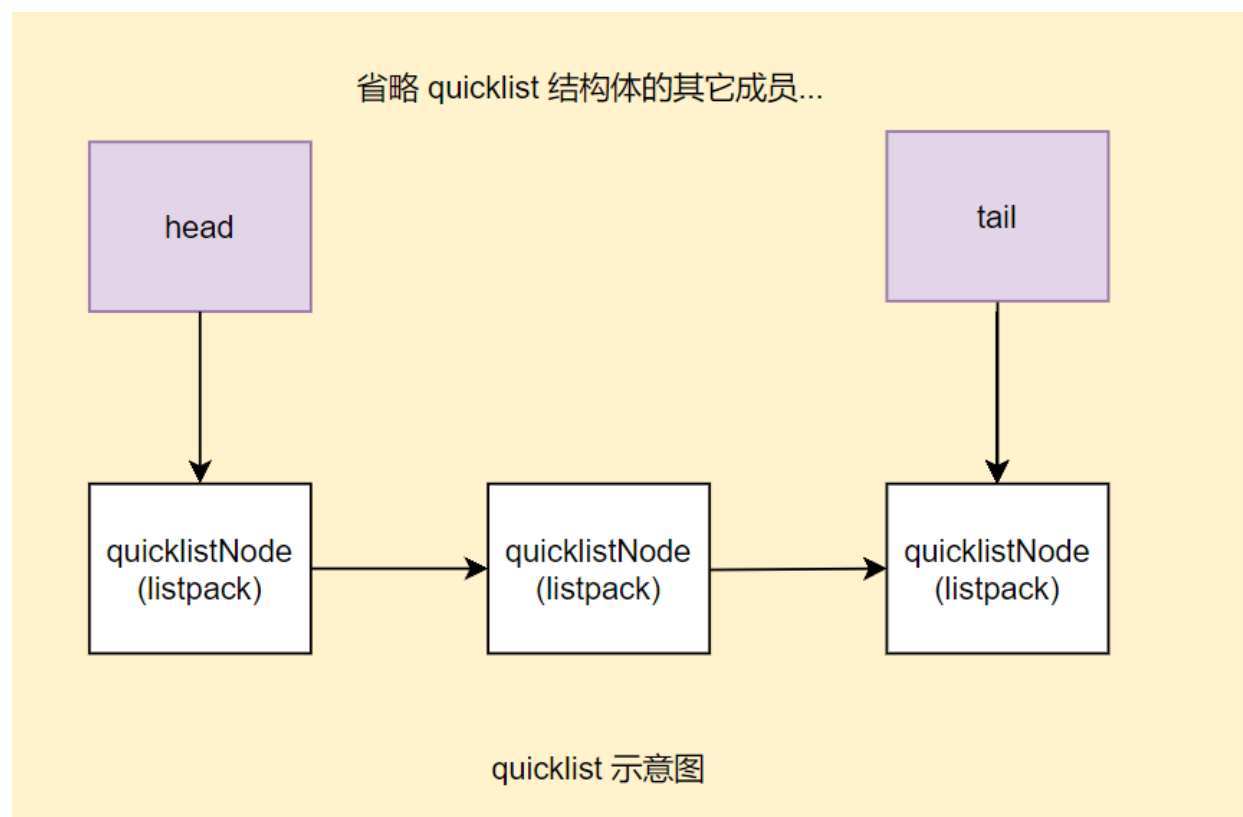 省略 quicklist 结构体的其它成员...
head
tail
quicklistNode
(listpack)
quicklistNode
(listpack)
quicklistNode
(listpack)
quicklist 示意图